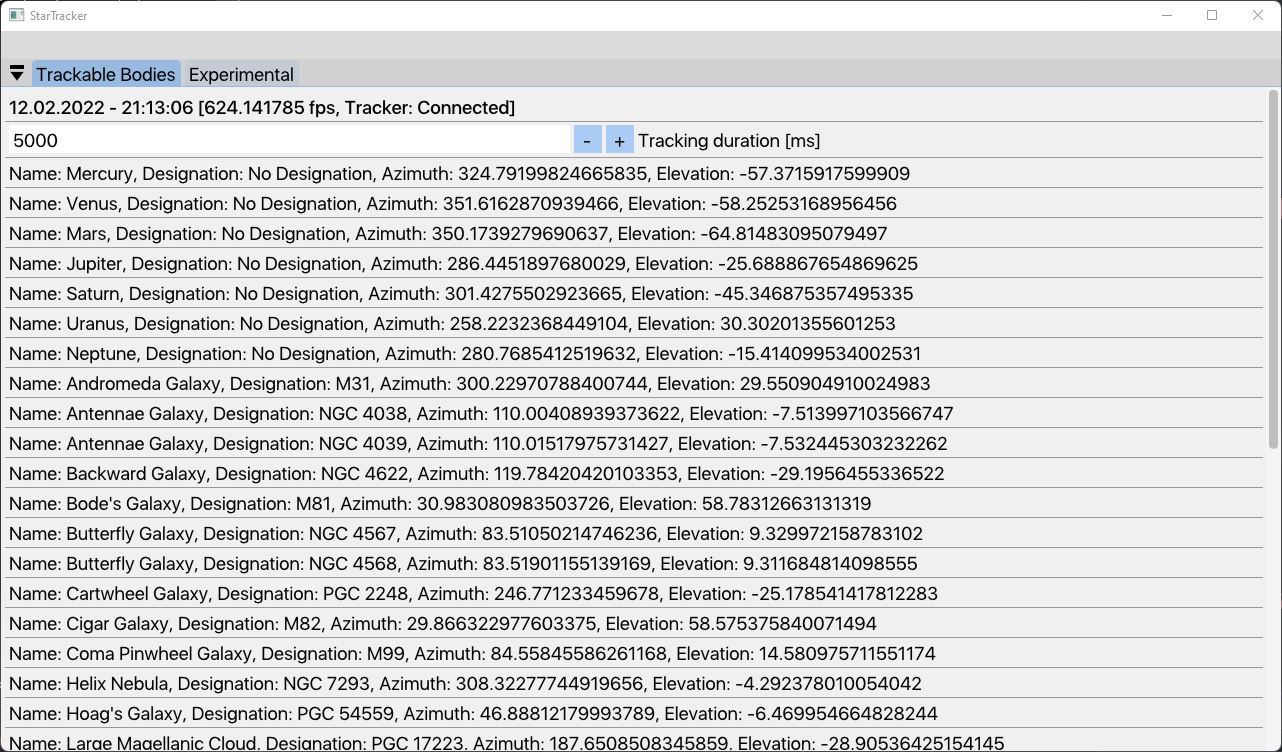 StarTracker
Trackable Bodies Experimental
12.02.2022 - 21:13:06 [624.141785 fps, Tracker: Connected]
5000 - + Tracking duration [ms]
Name: Mercury, Designation: No Designation, Azimuth: 324.79199824665835, Elevation: -57.3715917599909
Name: Venus, Designation: No Designation, Azimuth: 351.6162870939466, Elevation: -58.25253168956456
Name: Mars, Designation: No Designation, Azimuth: 350.1739279690637, Elevation: -64.81483095079497
Name: Jupiter, Designation: No Designation, Azimuth: 286.4451897680029, Elevation: -25.688867654869625
Name: Saturn, Designation: No Designation, Azimuth: 301.4275502923665, Elevation: -45.346875357495335
Name: Uranus, Designation: No Designation, Azimuth: 258.2232368449104, Elevation: 30.30201355601253
Name: Neptune, Designation: No Designation, Azimuth: 280.7685412519632, Elevation: -15.414099534002531
Name: Andromeda Galaxy, Designation: M31, Azimuth: 300.22970788400744, Elevation: 29.550904910024983
Name: Antennae Galaxy, Designation: NGC 4038, Azimuth: 110.00408939373622, Elevation: -7.513997103566747
Name: Antennae Galaxy, Designation: NGC 4039, Azimuth: 110.01517975731427, Elevation: -7.532445303232262
Name: Backward Galaxy, Designation: NGC 4622, Azimuth: 119.78420420103353, Elevation: -29.1956455336522
Name: Bode's Galaxy, Designation: M81, Azimuth: 30.983080983503726, Elevation: 58.78312663131319
Name: Butterfly Galaxy, Designation: NGC 4567, Azimuth: 83.51050214746236, Elevation: 9.329972158783102
Name: Butterfly Galaxy, Designation: NGC 4568, Azimuth: 83.51901155139169, Elevation: 9.311684814098555
Name: Cartwheel Galaxy, Designation: PGC 2248, Azimuth: 246.771233459678, Elevation: -25.178541417812283
Name: Cigar Galaxy, Designation: M82, Azimuth: 29.866322977603375, Elevation: 58.575375840071494
Name: Coma Pinwheel Galaxy, Designation: M99, Azimuth: 84.55845586261168, Elevation: 14.580975711551174
Name: Helix Nebula, Designation: NGC 7293, Azimuth: 308.32277744919656, Elevation: -4.292378010054042
Name: Hoag's Galaxy, Designation: PGC 54559, Azimuth: 46.88812179993789, Elevation: -6.469954664828244
Name: Large Magellanic Cloud, Designation: PGC 17223, Azimuth: 187.6508508345859, Elevation: -28.90536425154145